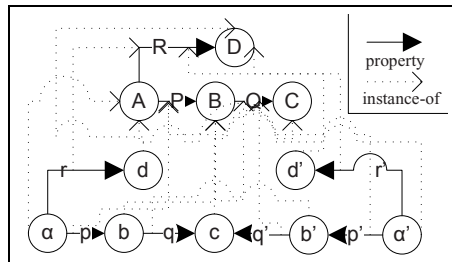 R D
property
A P B Q C
instance-of
d d'
r r'
α p b q c q' b' p' α'